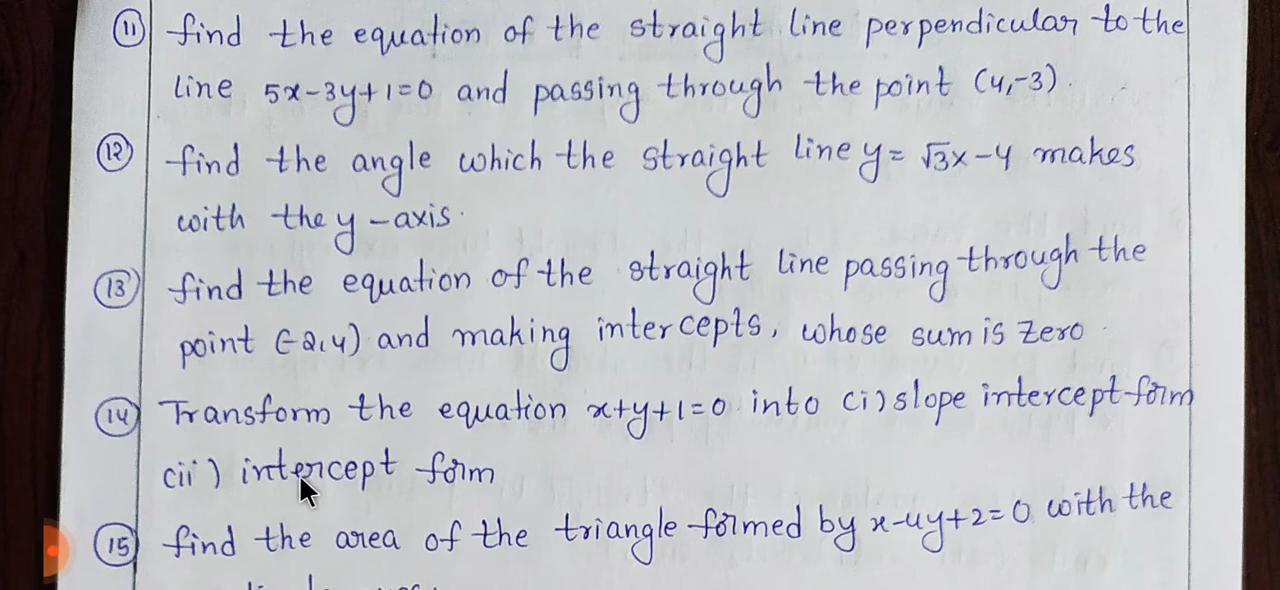 11 find the equation of the straight line perpendicular to the
line 5x-3y+1=0 and passing through the point (4,-3).
12 find the angle which the straight line y= √3x-4 makes
with the y-axis.
13 find the equation of the straight line passing through the
point (-2,4) and making intercepts, whose sum is zero.
14 Transform the equation x+y+1=0 into (i) slope intercept form
(ii) intercept form
15 find the area of the triangle formed by x-4y+2=0 with the